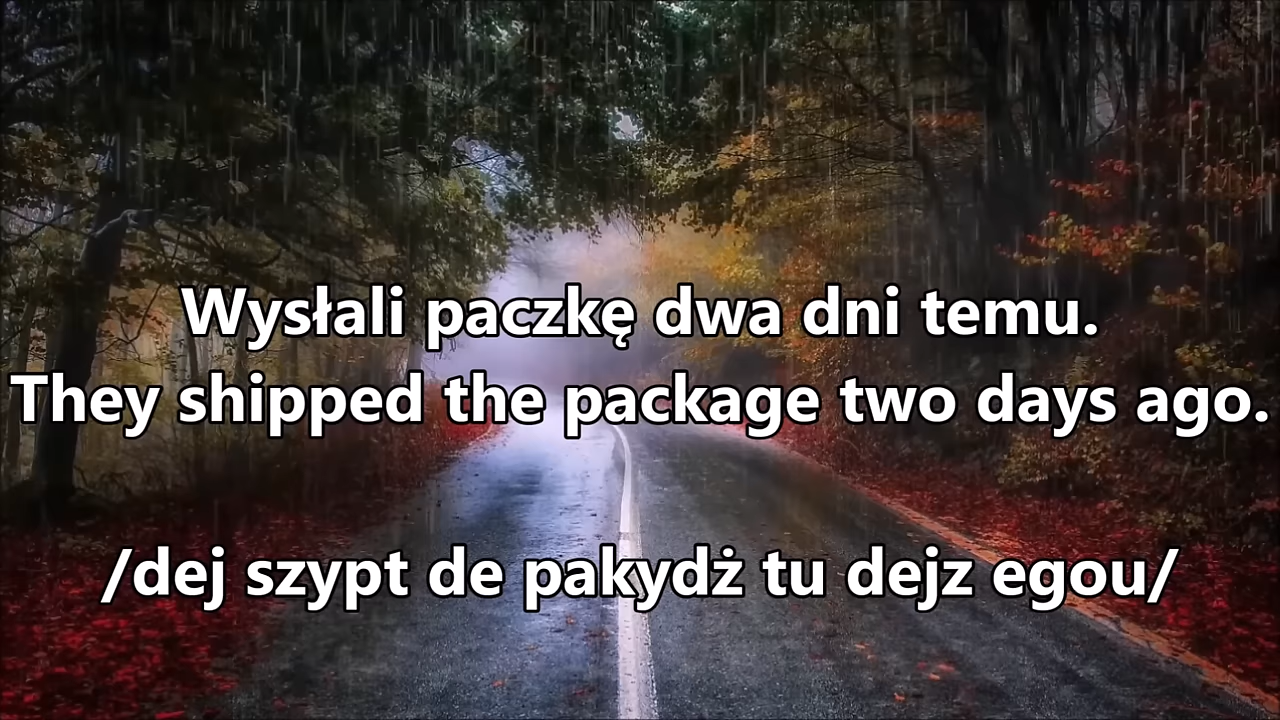 Wysłali paczkę dwa dni temu.
They shipped the package two days ago.
/dej szypt de pakydż tu dejz egou/